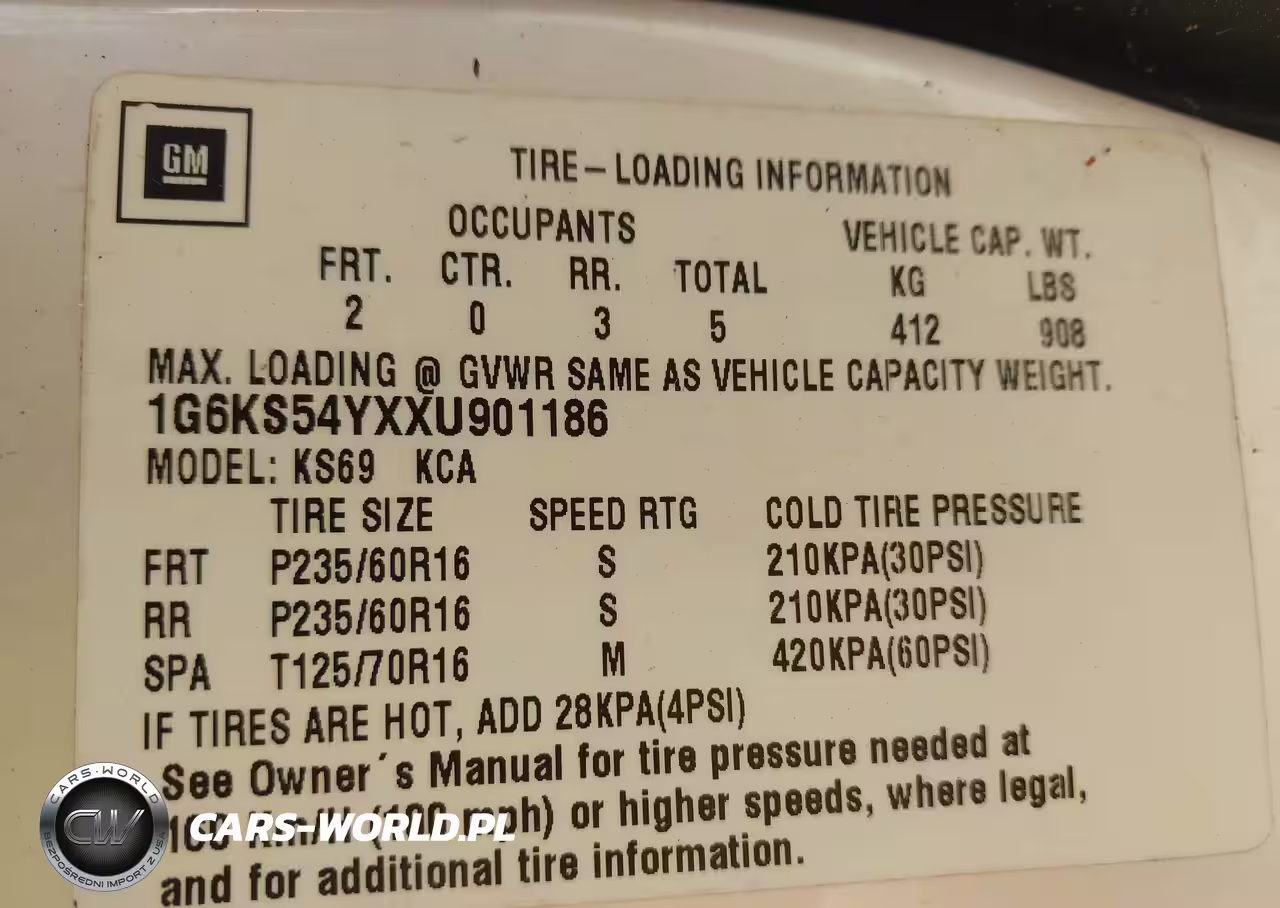 GM
TIRE-LOADING INFORMATION
OCCUPANTS VEHICLE CAP. WT.
FRT. CTR. RR. TOTAL KG LBS
2 0 3 5 412 908
MAX. LOADING @ GVWR SAME AS VEHICLE CAPACITY WEIGHT.
1G6KS54YXXU901186
MODEL: KS69 KCA
TIRE SIZE SPEED RTG COLD TIRE PRESSURE
FRT P235/60R16 S 210KPA(30PSI)
RR P235/60R16 S 210KPA(30PSI)
SPA T125/70R16 M 420KPA(60PSI)
IF TIRES ARE HOT, ADD 28KPA(4PSI)
See Owner´s Manual for tire pressure needed at
mph) or higher speeds, where legal,
and for additional tire information.
CARS-WORLD
CW
BEZPOŚREDNI IMPORT Z USA
CARS-WORLD.PL